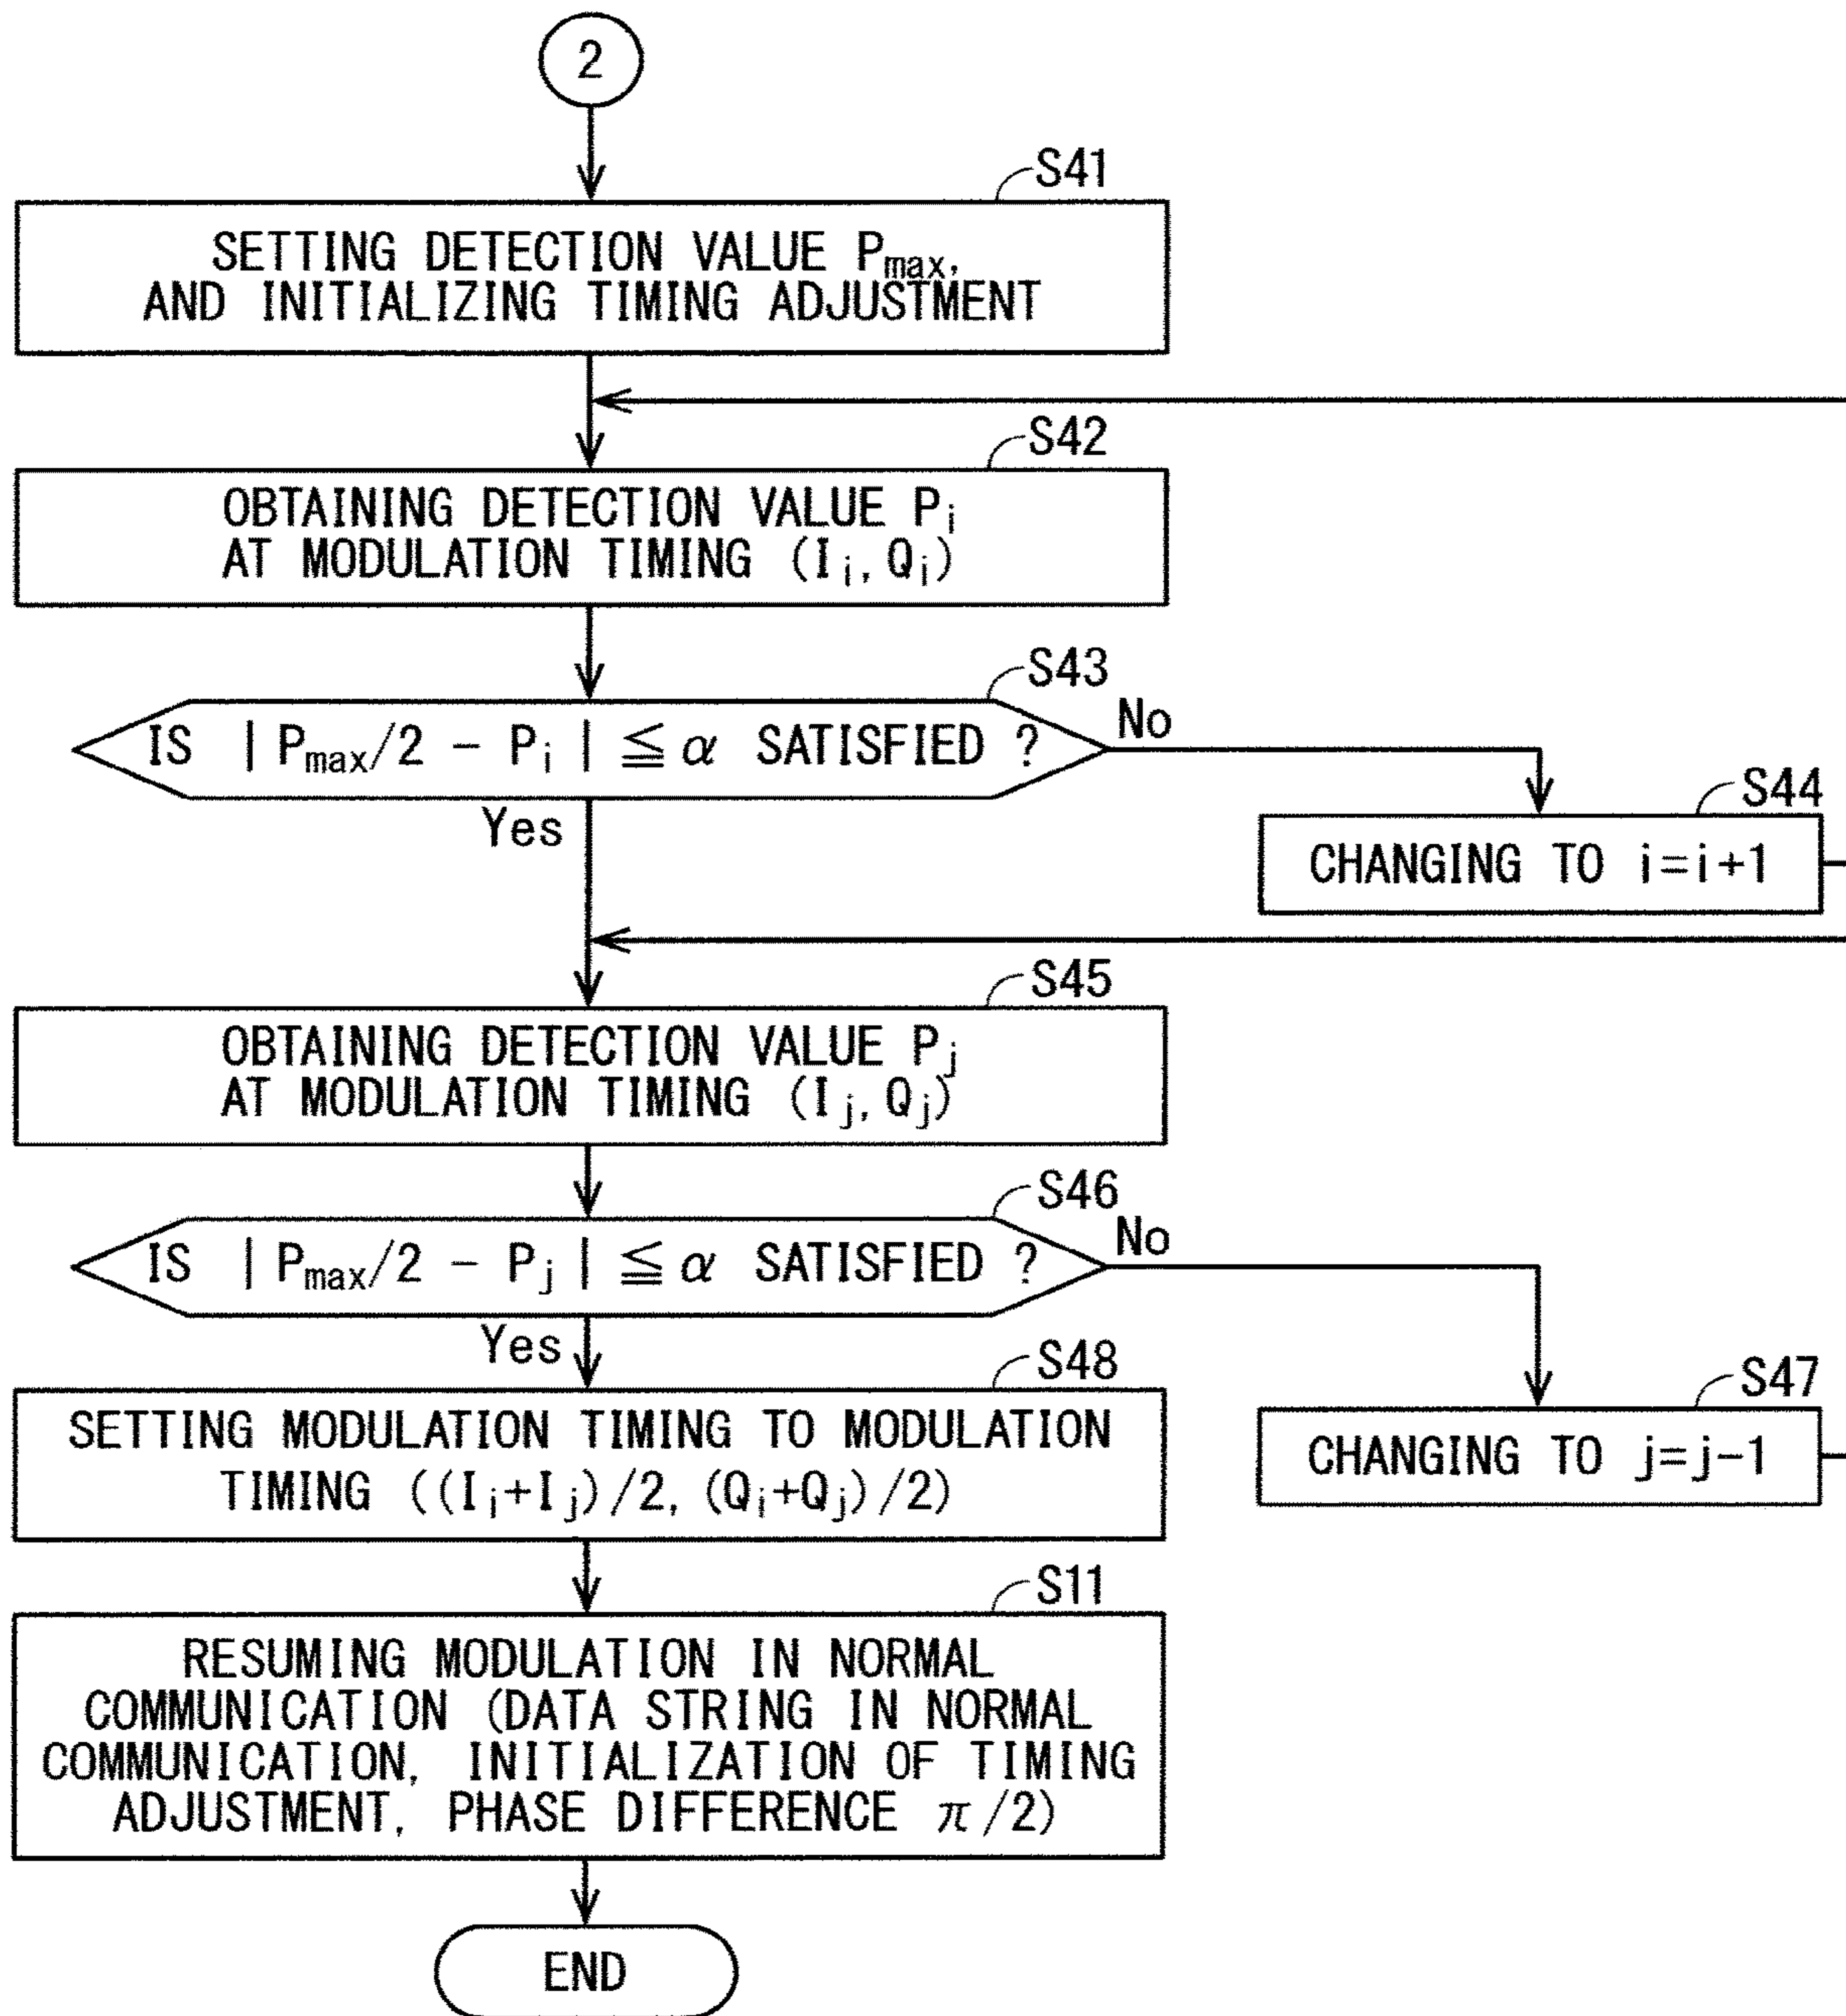 2
S41
SETTING DETECTION VALUE Pmax,
AND INITIALIZING TIMING ADJUSTMENT
S42
OBTAINING DETECTION VALUE Pi
AT MODULATION TIMING (Ii, Qi)
S43
IS |Pmax/2 - Pi| ≦ α SATISFIED ?
No
Yes
S44
CHANGING TO i=i+1
S45
OBTAINING DETECTION VALUE Pj
AT MODULATION TIMING (Ij, Qj)
S46
IS |Pmax/2 - Pj| ≦ α SATISFIED ?
No
Yes
S48
SETTING MODULATION TIMING TO MODULATION
TIMING ((Ii+Ij)/2, (Qi+Qj)/2)
S47
CHANGING TO j=j-1
S11
RESUMING MODULATION IN NORMAL
COMMUNICATION (DATA STRING IN NORMAL
COMMUNICATION, INITIALIZATION OF TIMING
ADJUSTMENT, PHASE DIFFERENCE π/2)
END